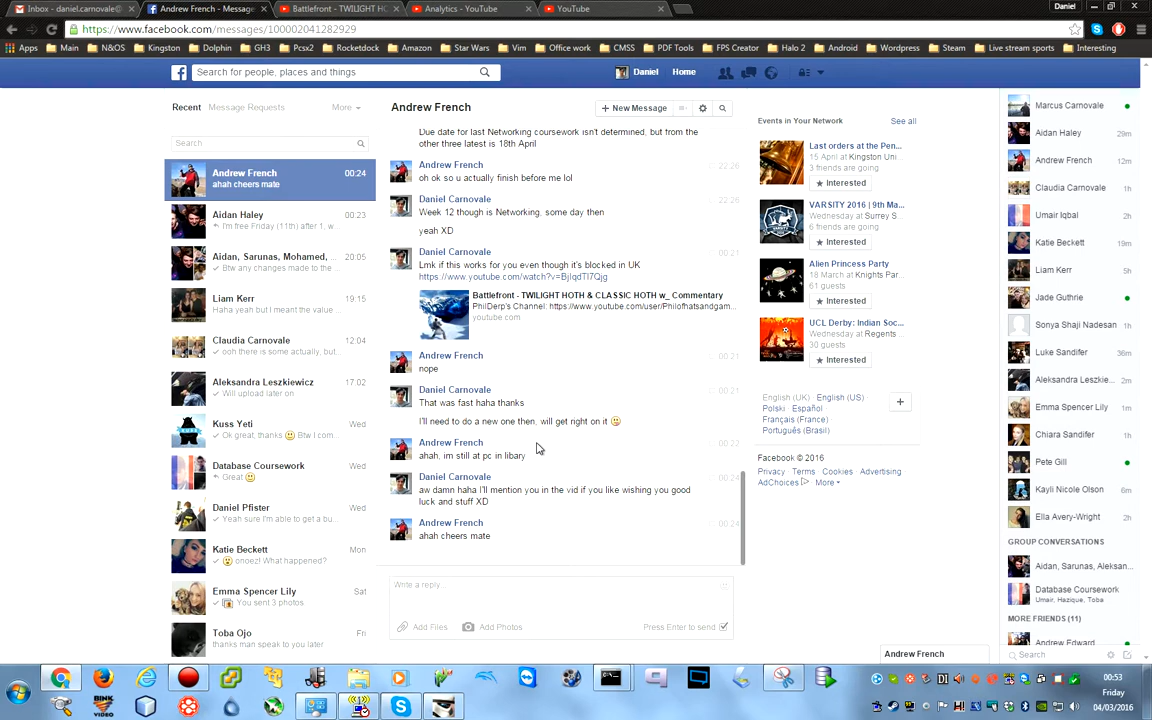 Inbox - daniel.carnovale@
Andrew French - Message
Battlefront - TWILIGHT HO
Analytics - YouTube
YouTube
Daniel
https://www.facebook.com/messages/100002041282929
Apps
Main
N&OS
Kingston
Dolphin
GH3
Pcsx2
Rocketdock
Amazon
Star Wars
Vim
Office work
CMSS
PDF Tools
FPS Creator
Halo 2
Android
Wordpress
Steam
Live stream sports
Interesting
Search for people, places and things
Daniel
Home
Recent
Message Requests
More
Search
Andrew French 00:24
ahah cheers mate
Aidan Haley 00:23
I'm free Friday (11th) after 1, w...
Aidan, Sarunas, Mohamed, ... 20:05
Btw any changes made to the ...
Liam Kerr 19:15
Haha yeah but I meant the value ...
Claudia Carnovale 12:04
ooh there is some actually, but...
Aleksandra Leszkiewicz 17:02
Will upload later on
Kuss Yeti Wed
Ok great, thanks Btw I com...
Database Coursework Wed
Great
Daniel Pfister Wed
Yeah sure I'm able to get a bu...
Katie Beckett Mon
onoez! What happened?
Emma Spencer Lily Sat
You sent 3 photos
Toba Ojo Fri
thanks man speak to you later
Andrew French
New Message
Due date for last Networking coursework isn't determined, but from the
other three latest is 18th April
Andrew French 22:26
oh ok so u actually finish before me lol
Daniel Carnovale 22:26
Week 12 though is Networking, some day then
yeah XD
Daniel Carnovale 00:21
Lmk if this works for you even though it's blocked in UK
https://www.youtube.com/watch?v=BjIqdTl7Qjg
Battlefront - TWILIGHT HOTH & CLASSIC HOTH w_ Commentary
PhilDerp's Channel: https://www.youtube.com/user/Philofhatsandgam...
youtube.com
Andrew French 00:21
nope
Daniel Carnovale 00:21
That was fast haha thanks
I'll need to do a new one then, will get right on it
Andrew French 00:22
ahah, im still at pc in libary
Daniel Carnovale 00:24
aw damn haha I'll mention you in the vid if you like wishing you good
luck and stuff XD
Andrew French 00:24
ahah cheers mate
Write a reply...
Add Files
Add Photos
Press Enter to send
Events in Your Network
See all
Last orders at the Pen...
15 April at Kingston Uni...
3 friends are going
Interested
VARSITY 2016 | 9th Ma...
Wednesday at Surrey S...
6 friends are going
Interested
Alien Princess Party
18 March at Knights Par...
61 guests
Interested
UCL Derby: Indian Soc...
Wednesday at Regents ...
30 guests
Interested
English (UK) · English (US) ·
Polski · Español ·
Français (France) ·
Português (Brasil)
Facebook © 2016
Privacy · Terms · Cookies · Advertising ·
AdChoices · More
Marcus Carnovale
Aidan Haley 29m
Andrew French 12m
Claudia Carnovale 1h
Umair Iqbal 2h
Katie Beckett 19m
Liam Kerr 5h
Jade Guthrie
Sonya Shaji Nadesan 1h
Luke Sandifer 36m
Aleksandra Leszkiewic... 2m
Emma Spencer Lily 1m
Chiara Sandifer
Pete Gill
Kayli Nicole Olson 6m
Ella Avery-Wright 2h
GROUP CONVERSATIONS
Aidan, Sarunas, Aleksan...
Database Coursework
Umair, Hazique, Toba
MORE FRIENDS (11)
Andrew Edward
Search
Andrew French
BINK VIDEO
00:53
Friday
04/03/2016